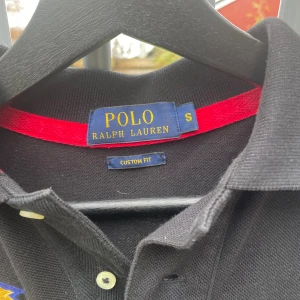 POLO
RALPH LAUREN
S
CUSTOM FIT